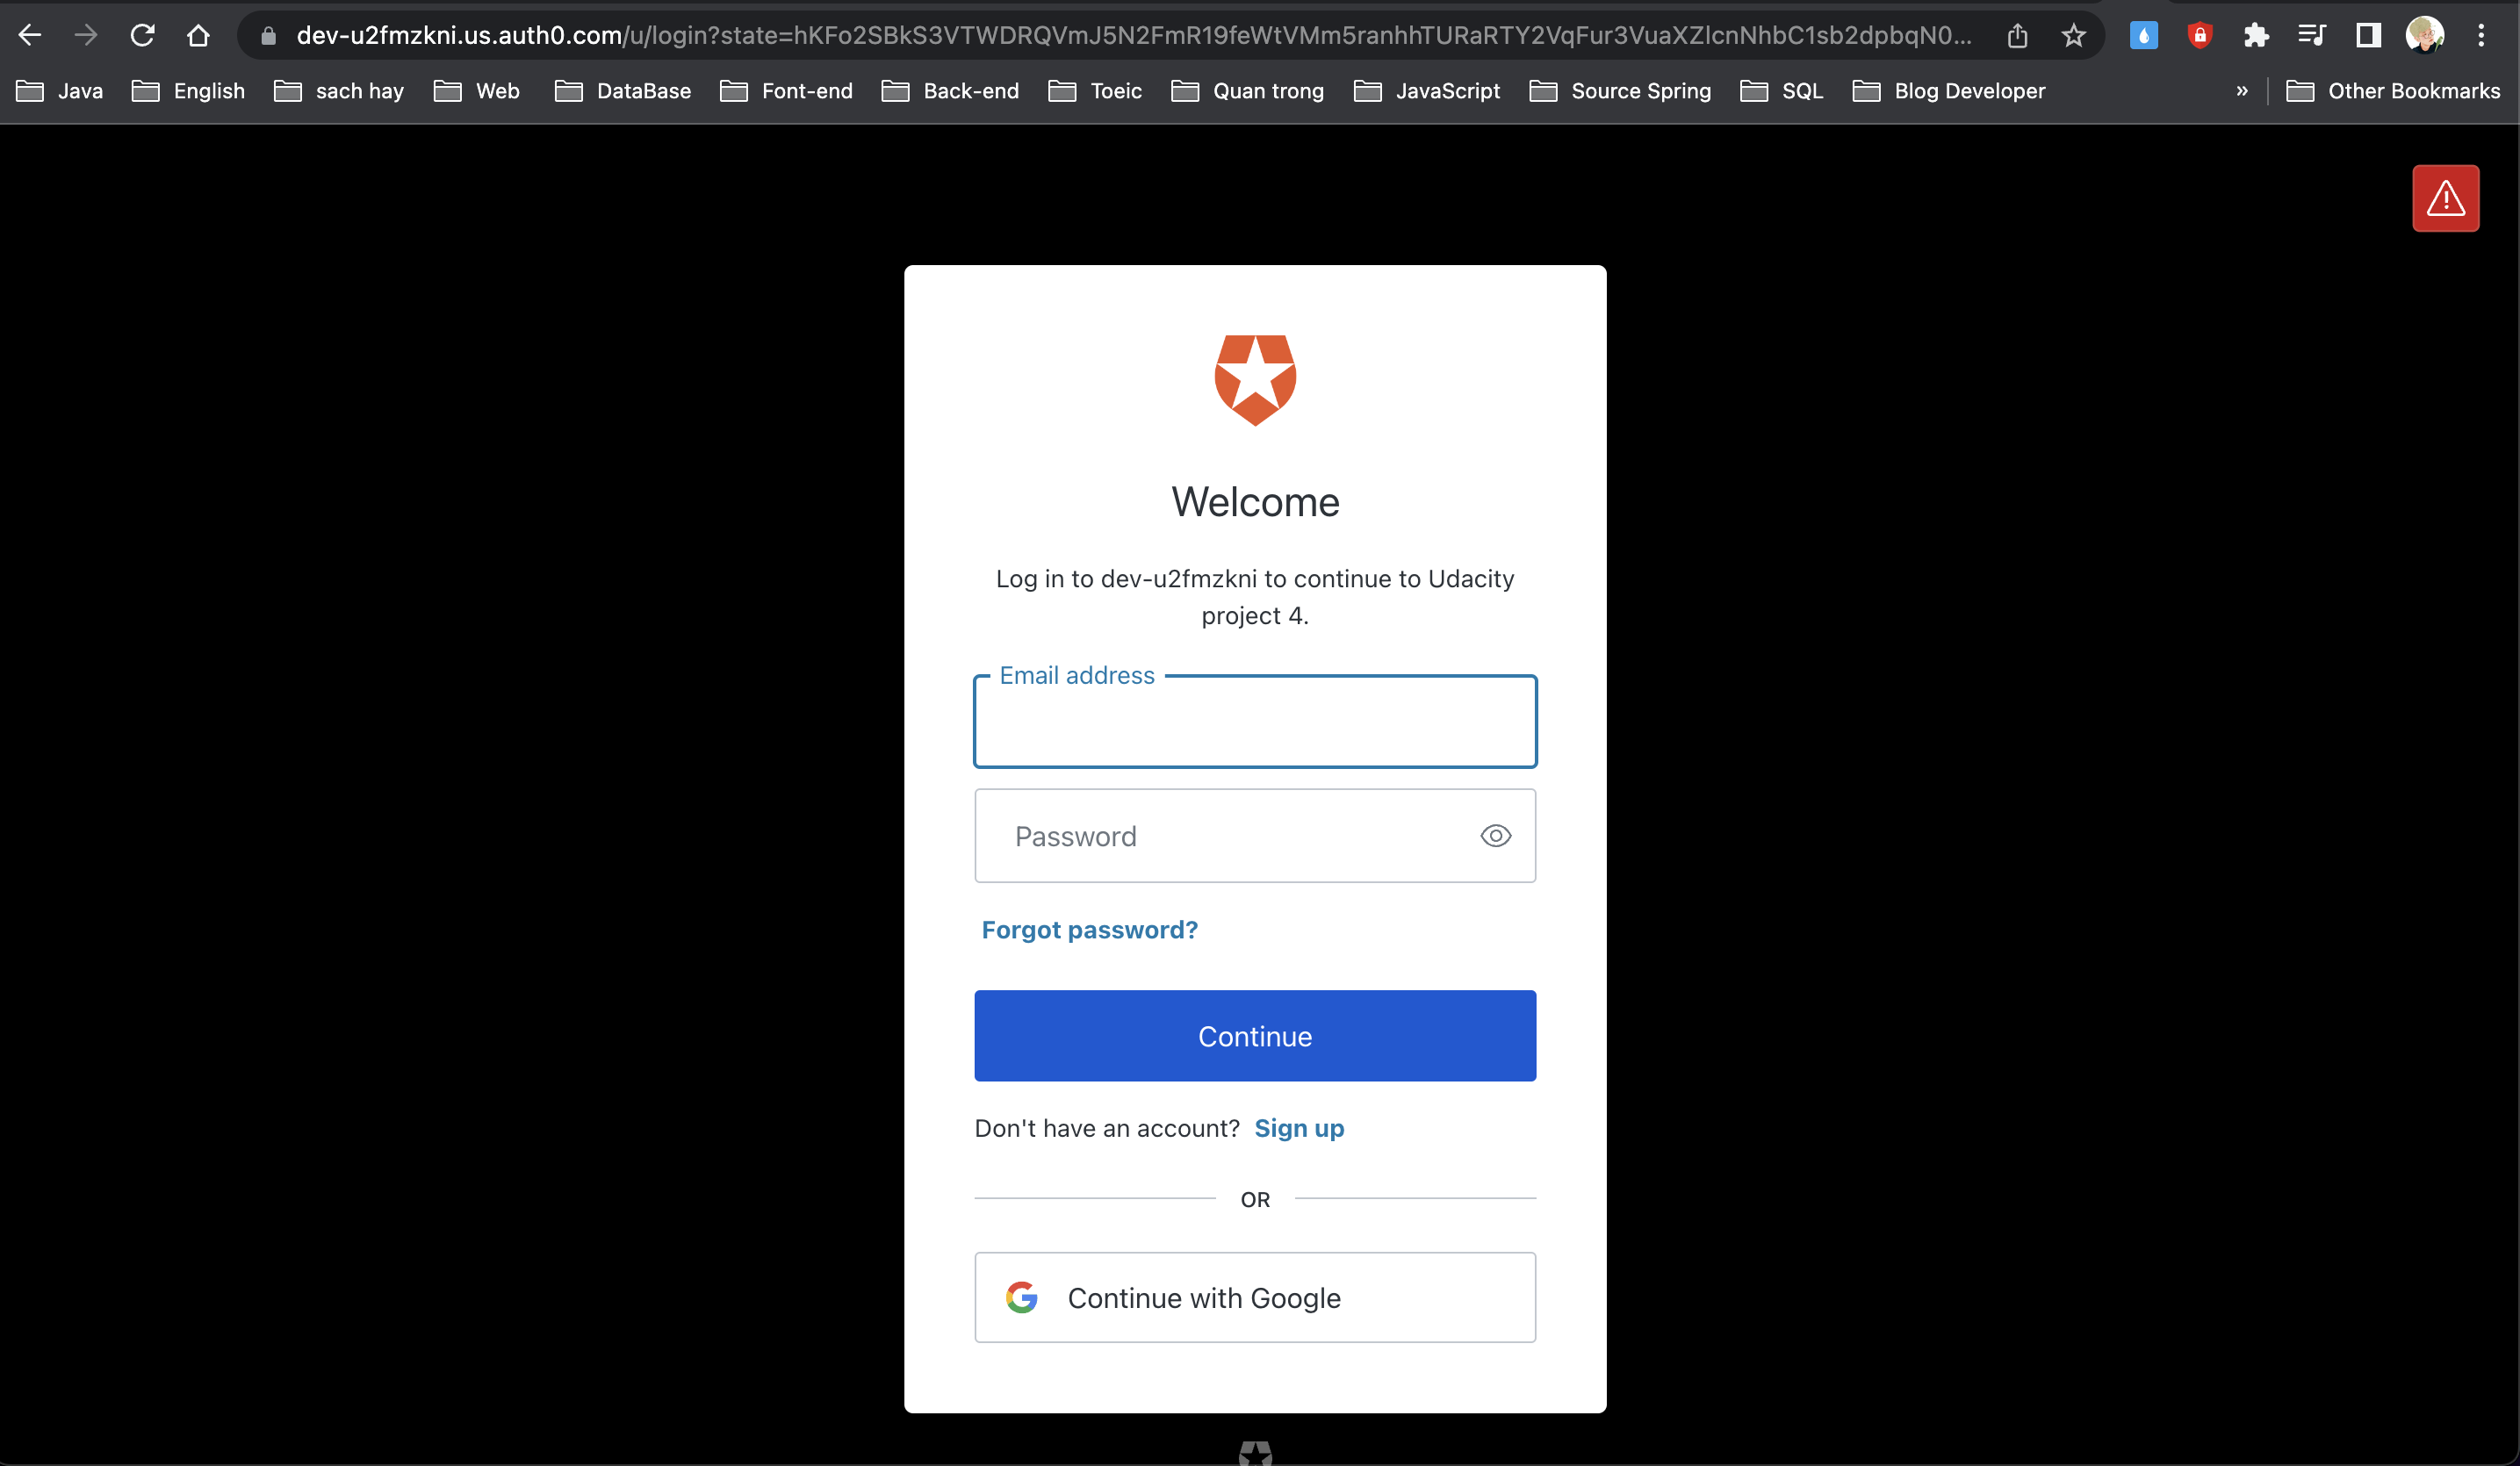 dev-u2fmzkni.us.auth0.com/u/login?state=hKFo2SBkS3VTWDRQVmJ5N2FmR19feWtVMm5ranhhTURaRTY2VqFur3VuaXZlcnNhbC1sb2dpbqN0...
Java English sach hay Web DataBase Font-end Back-end Toeic Quan trong JavaScript Source Spring SQL Blog Developer » Other Bookmarks
Welcome
Log in to dev-u2fmzkni to continue to Udacity
project 4.
Email address
Password
Forgot password?
Continue
Don't have an account? Sign up
OR
Continue with Google